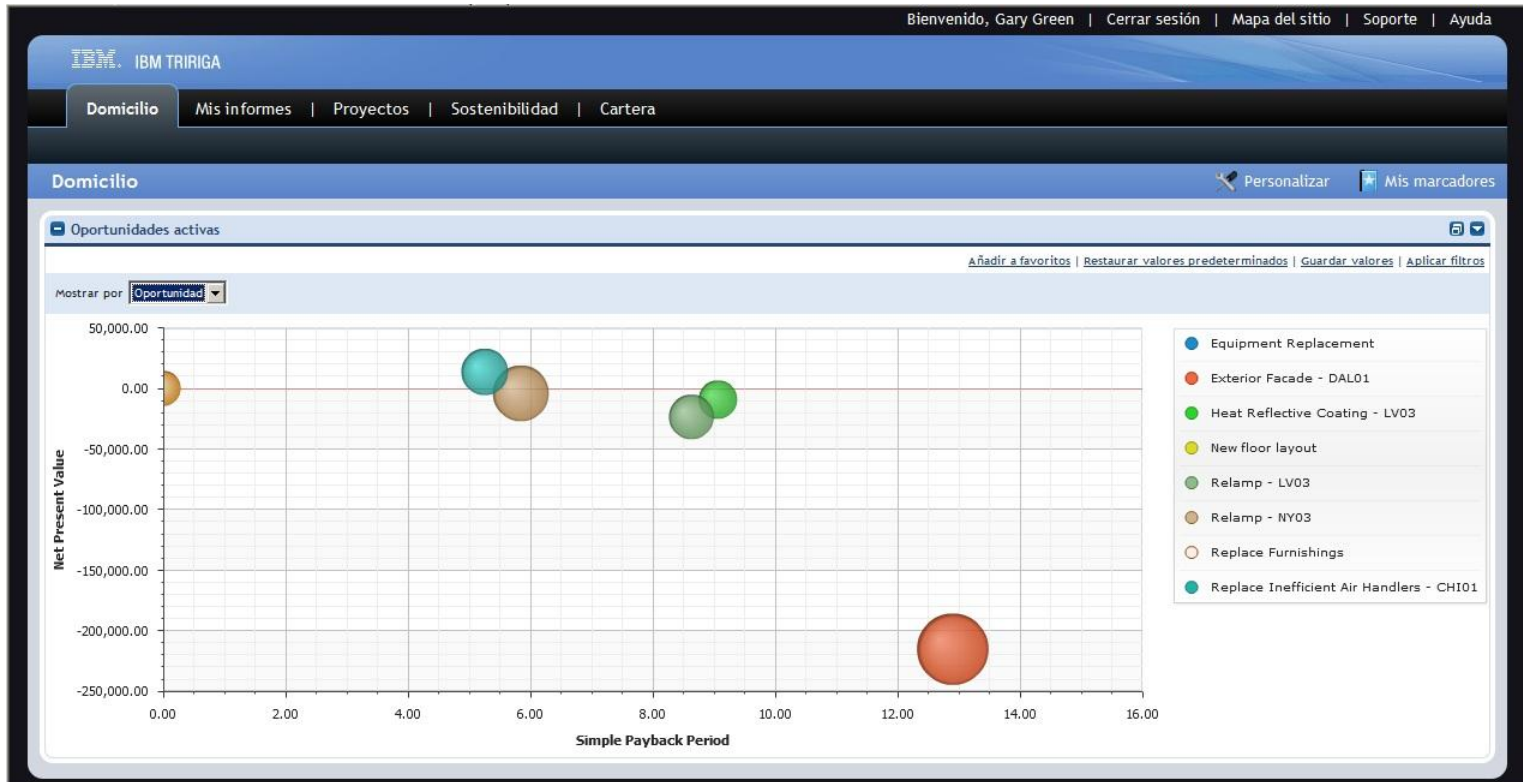 Bienvenido, Gary Green | Cerrar sesión | Mapa del sitio | Soporte | Ayuda
IBM. IBM TRIRIGA
Domicilio Mis informes | Proyectos | Sostenibilidad | Cartera
Domicilio Personalizar Mis marcadores
Oportunidades activas
Añadir a favoritos | Restaurar valores predeterminados | Guardar valores | Aplicar filtros
Mostrar por Oportunidad
50,000.00
0.00
-50,000.00
-100,000.00
-150,000.00
-200,000.00
-250,000.00
Net Present Value
0.00 2.00 4.00 6.00 8.00 10.00 12.00 14.00 16.00
Simple Payback Period
Equipment Replacement
Exterior Facade - DAL01
Heat Reflective Coating - LV03
New floor layout
Relamp - LV03
Relamp - NY03
Replace Furnishings
Replace Inefficient Air Handlers - CHI01